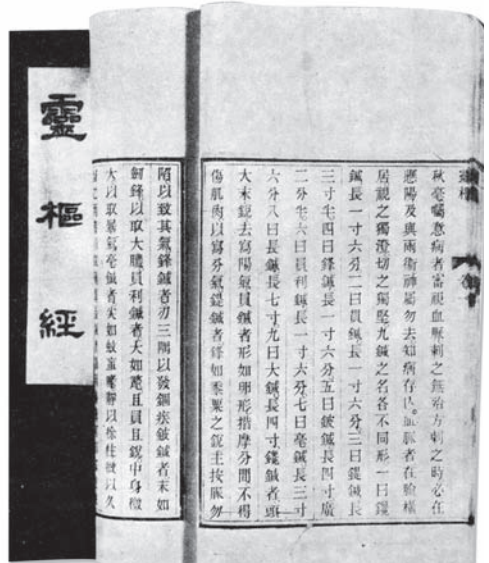 靈樞經
靈樞
秋毫屬意病者審視血脈刺之無殆方刺之時必在
懸陽及與兩衛神屬勿去知病存亡血脈者在腧橫
居視之獨澄切之獨堅九鍼之名各不同形一曰鑱
鍼長一寸六分二曰員鍼長一寸六分三曰鍉鍼長
三寸半四曰鋒鍼長一寸六分五曰鈹鍼長四寸廣
二分半六曰員利鍼長一寸六分七曰毫鍼長三寸
六分八曰長鍼長七寸九曰大鍼長四寸鑱鍼者頭
大末銳去寫陽氣員鍼者形如卵形揩摩分間不得
傷肌肉以寫分氣鍉鍼者鋒如黍粟之銳主按脈勿
陷以致其氣鋒鍼者刃三隅以發錮疾鈹鍼者末如
劒鋒以取大膿員利鍼者大如氂且員且銳中身微
大以取暴氣毫鍼者尖如蚊虻喙靜以徐往微以久